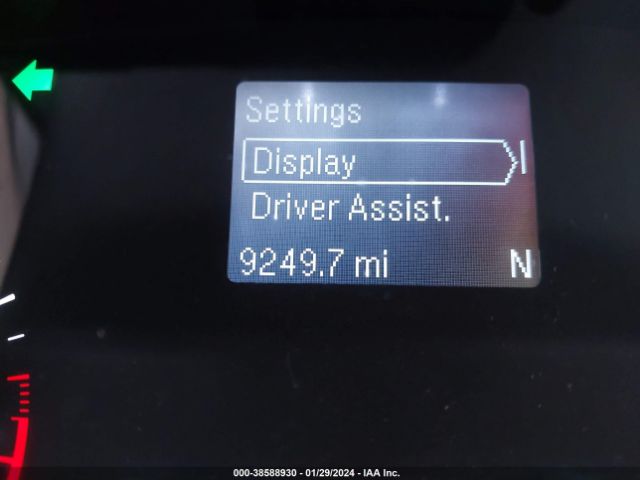 Settings
Display
Driver Assist.
9249.7 mi N
000-38588930 - 01/29/2024 - IAA Inc.